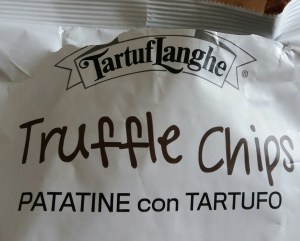 TartufLanghe®
Truffle Chips
PATATINE con TARTUFO